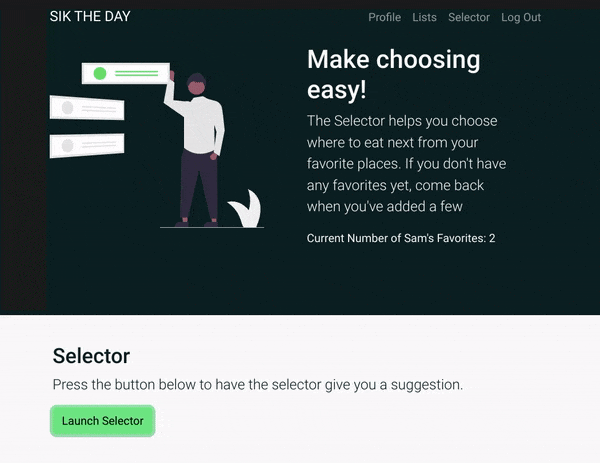 SIK THE DAY
Profile Lists Selector Log Out
Make choosing
easy!
The Selector helps you choose
where to eat next from your
favorite places. If you don't have
any favorites yet, come back
when you've added a few
Current Number of Sam's Favorites: 2
Selector
Press the button below to have the selector give you a suggestion.
Launch Selector